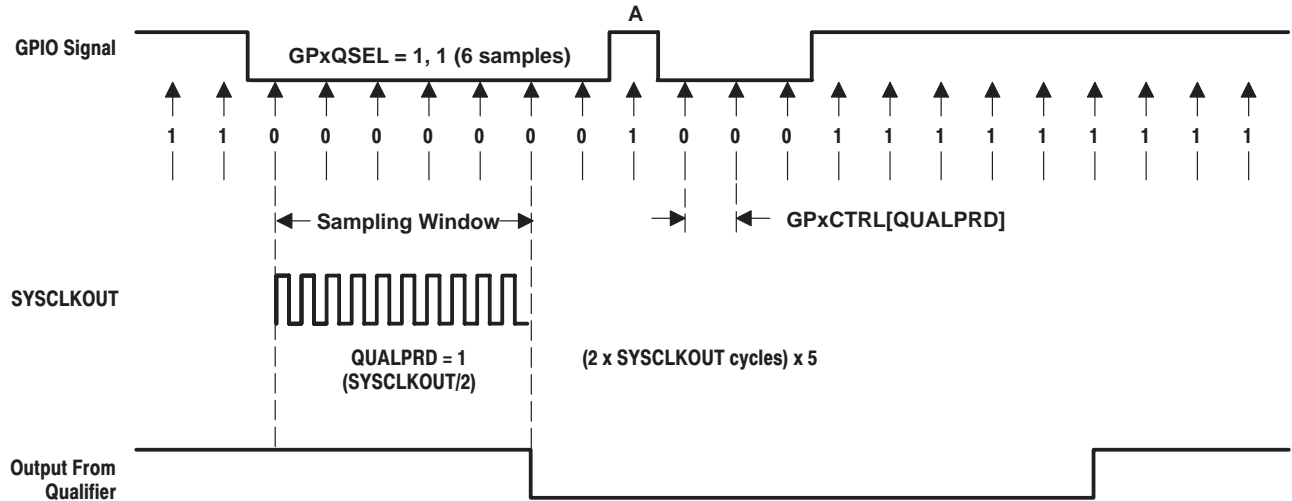 A
GPIO Signal
GPxQSEL = 1, 1 (6 samples)
1 1 0 0 0 0 0 0 0 1 0 0 0 1 1 1 1 1 1 1 1 1
Sampling Window
GPxCTRL[QUALPRD]
SYSCLKOUT
QUALPRD = 1
(SYSCLKOUT/2)
(2 x SYSCLKOUT cycles) x 5
Output From
Qualifier